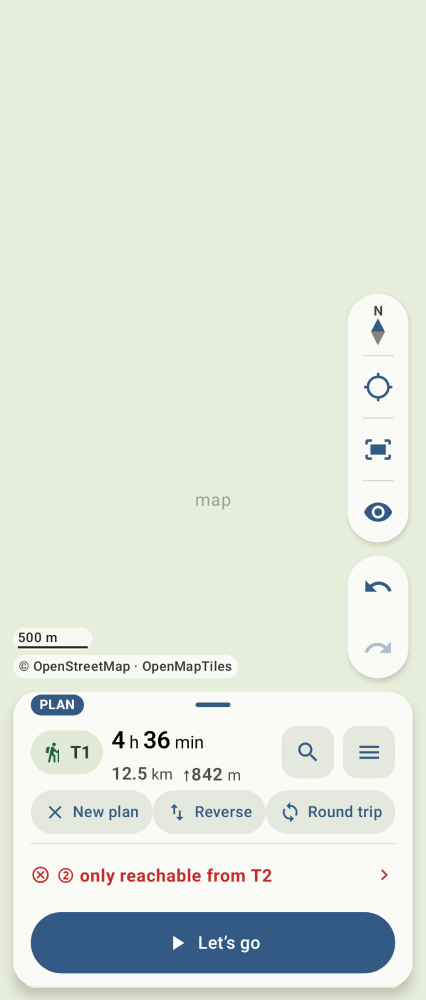 N
map
500 m
© OpenStreetMap · OpenMapTiles
PLAN
T1
4 h 36 min
12.5 km ↑842 m
New plan
Reverse
Round trip
② only reachable from T2
Let’s go